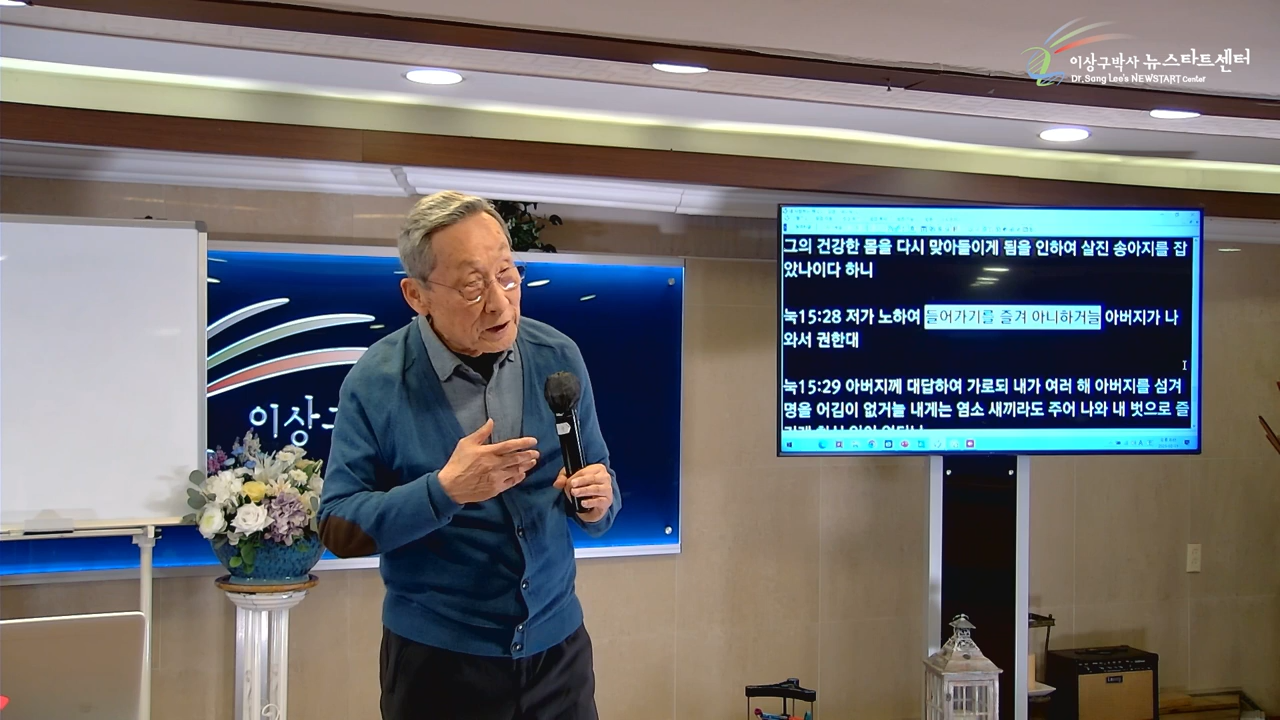 이상구박사 뉴스타트센터
Dr. Sang Lee's NEWSTART Center
그의 건강한 몸을 다시 맞아들이게 됨을 인하여 살진 송아지를 잡
았나이다 하니
눅15:28 저가 노하여 들어가기를 즐겨 아니하거늘 아버지가 나
와서 권한대
눅15:29 아버지께 대답하여 가로되 내가 여러 해 아버지를 섬겨
명을 어김이 없거늘 내게는 염소 새끼라도 주어 나와 내 벗으로 즐
이상